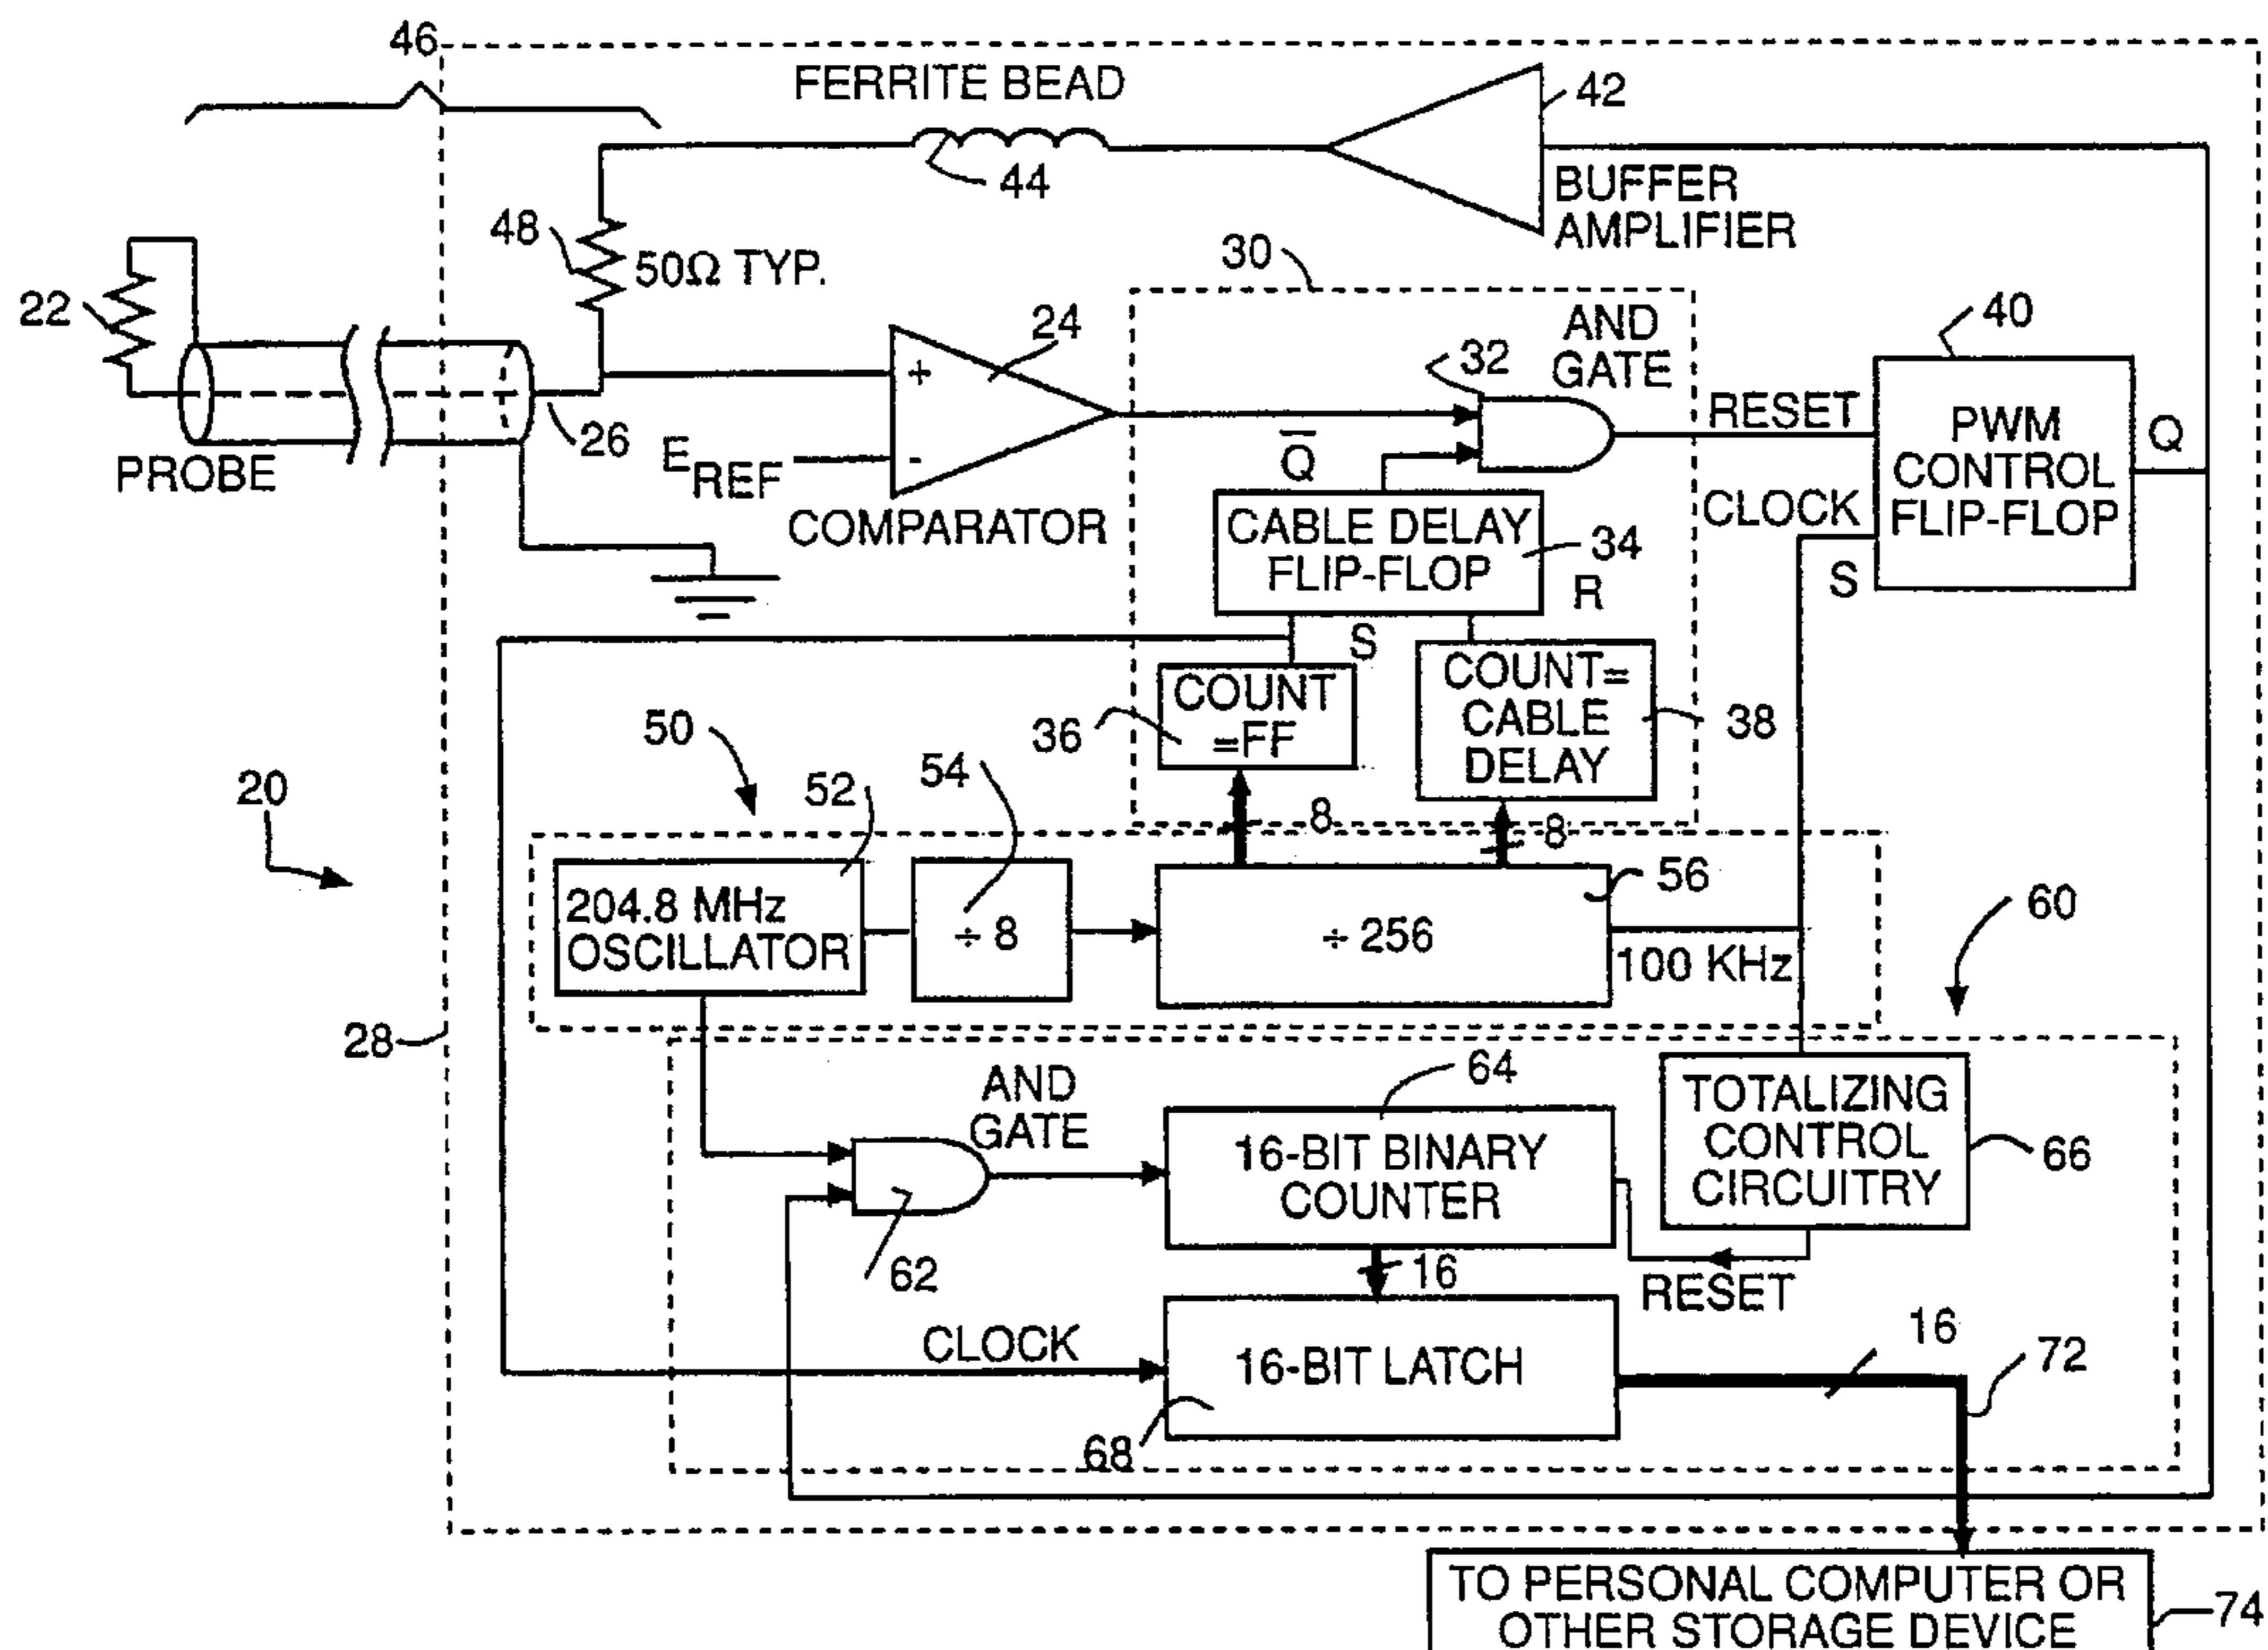 46
FERRITE BEAD
42
44
BUFFER
AMPLIFIER
48
50Ω TYP.
30
22
24
AND
GATE
40
32
+
RESET
PWM
CONTROL
FLIP-FLOP
Q
26
E REF
-
Q̅
PROBE
COMPARATOR
CLOCK
CABLE DELAY
FLIP-FLOP
34
R
S
S
COUNT
=FF
COUNT=
CABLE
DELAY
36
38
50
54
52
20
8
8
56
204.8 MHz
OSCILLATOR
÷ 8
÷ 256
100 KHz
60
28
AND
GATE
64
16-BIT BINARY
COUNTER
TOTALIZING
CONTROL
CIRCUITRY
66
62
16
RESET
CLOCK
16-BIT LATCH
16
72
68
TO PERSONAL COMPUTER OR
OTHER STORAGE DEVICE
74